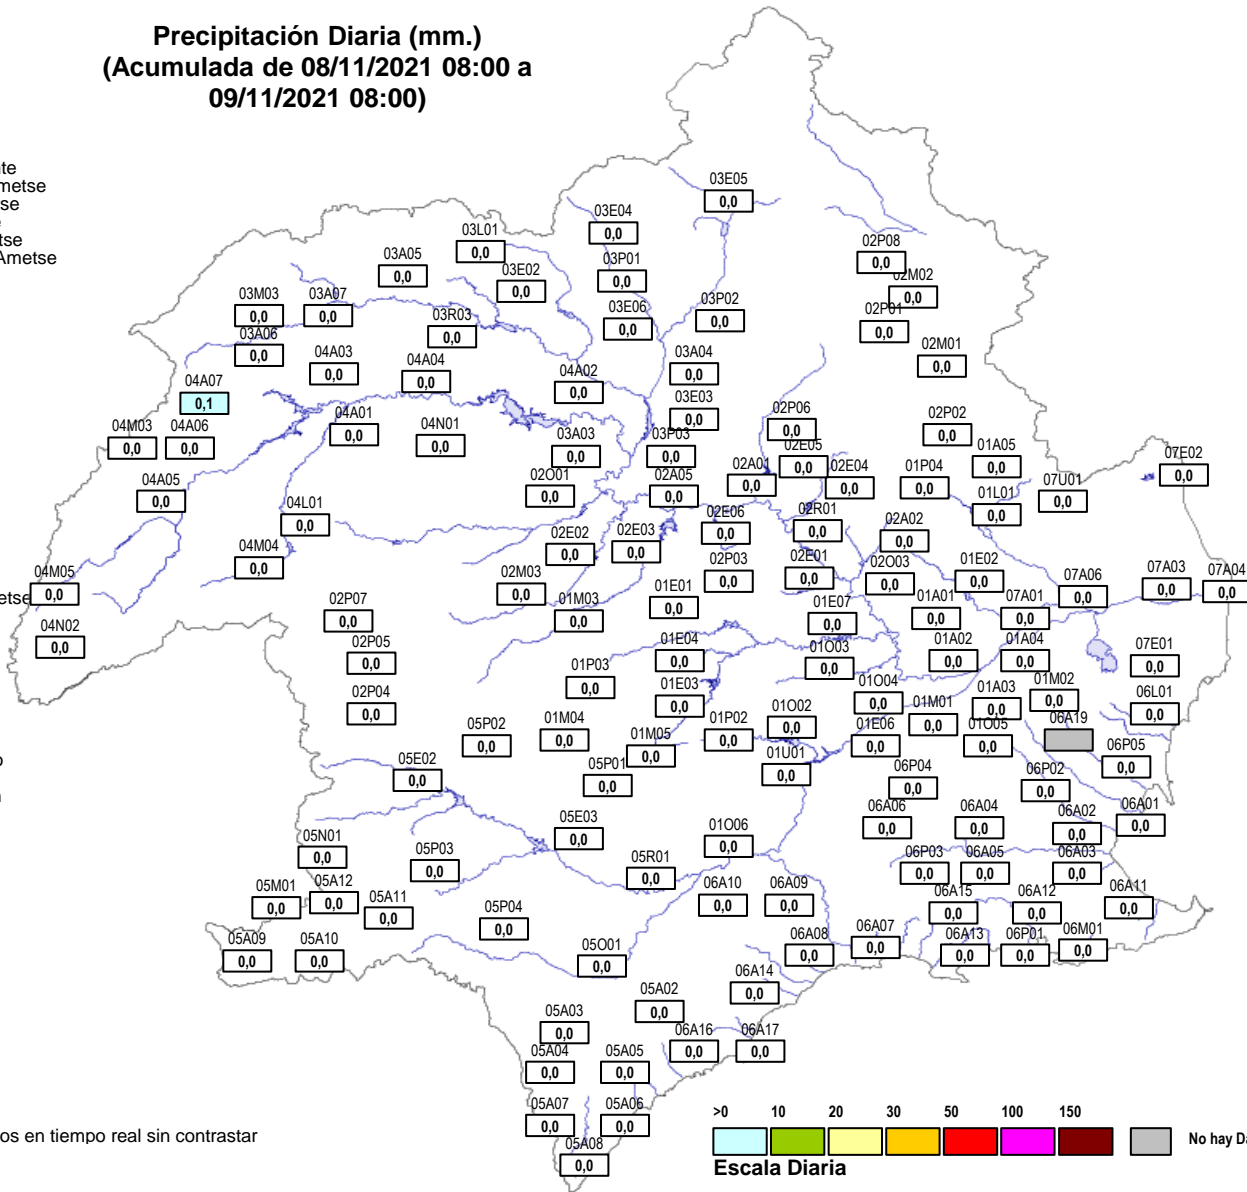 Precipitación Diaria (mm.)
(Acumulada de 08/11/2021 08:00 a
09/11/2021 08:00)
03E05
0,0
03E04
0,0
03L01
0,0
03A05
0,0
03P01
0,0
03E02
0,0
02P08
0,0
02M02
0,0
03M03
0,0
03A07
0,0
03R03
0,0
03E06
0,0
03P02
0,0
02P01
0,0
03A06
0,0
04A03
0,0
04A04
0,0
04A02
0,0
03A04
0,0
02M01
0,0
04A07
0,1
03E03
0,0
04M03
0,0
04A06
0,0
04A01
0,0
04N01
0,0
03A03
0,0
03P03
0,0
02P06
0,0
02E05
0,0
02P02
0,0
01A05
0,0
07E02
0,0
04A05
0,0
02O01
0,0
02A05
0,0
02A01
0,0
02E04
0,0
01P04
0,0
01L01
0,0
07U01
0,0
04L01
0,0
02E06
0,0
02R01
0,0
02A02
0,0
04M04
0,0
02E02
0,0
02E03
0,0
04M05
0,0
02M03
0,0
02P03
0,0
02E01
0,0
02O03
0,0
01E02
0,0
07A06
0,0
07A03
0,0
07A04
0,0
02P07
0,0
01M03
0,0
01E01
0,0
01E07
0,0
01A01
0,0
07A01
0,0
04N02
0,0
02P05
0,0
01E04
0,0
01O03
0,0
01A02
0,0
01A04
0,0
07E01
0,0
02P04
0,0
01P03
0,0
01E03
0,0
01O04
0,0
01M01
0,0
01A03
0,0
01M02
0,0
06L01
0,0
05P02
0,0
01M04
0,0
01M05
0,0
01P02
0,0
01O02
0,0
01E06
0,0
01O05
0,0
06A19
06P05
0,0
05E02
0,0
05P01
0,0
01U01
0,0
06P04
0,0
06P02
0,0
05E03
0,0
01O06
0,0
06A06
0,0
06A04
0,0
06A02
0,0
06A01
0,0
05N01
0,0
05P03
0,0
05R01
0,0
06P03
0,0
06A05
0,0
06A03
0,0
05M01
0,0
05A12
0,0
05A11
0,0
06A10
0,0
06A09
0,0
06A15
0,0
06A12
0,0
06A11
0,0
05P04
0,0
05A09
0,0
05A10
0,0
05O01
0,0
06A08
0,0
06A07
0,0
06A13
0,0
06P01
0,0
06M01
0,0
05A02
0,0
06A14
0,0
05A03
0,0
06A16
0,0
06A17
0,0
05A04
0,0
05A05
0,0
05A07
0,0
05A06
0,0
05A08
0,0
os en tiempo real sin contrastar
>0 10 20 30 50 100 150
No hay Da
Escala Diaria